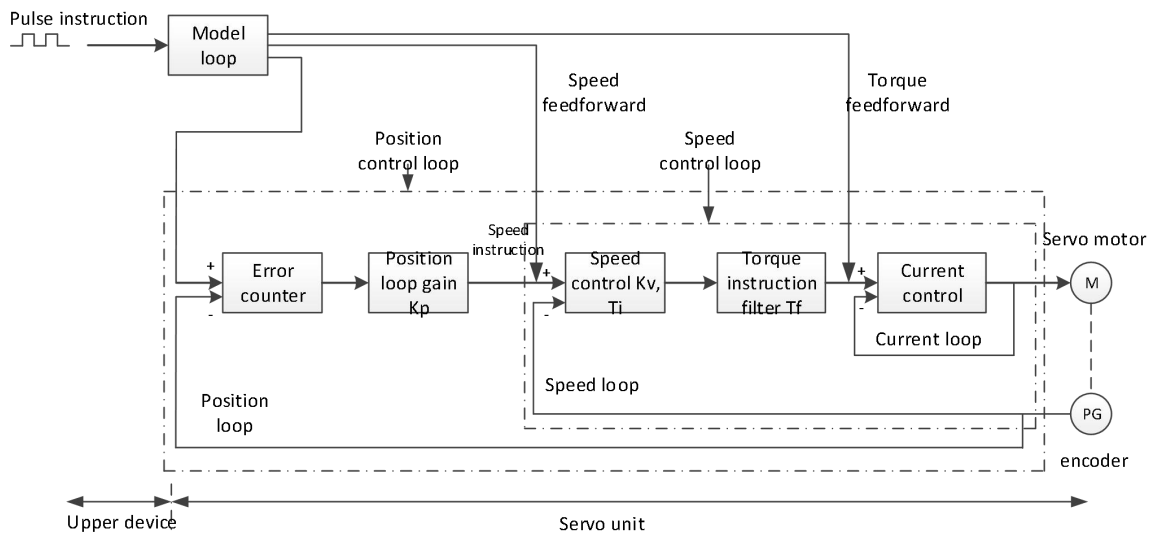 Pulse instruction
Model
loop
Speed
feedforward
Torque
feedforward
Position
control loop
Speed
control loop
Speed
instruction
Servo motor
+
-
Error
counter
Position
loop gain
Kp
+
-
Speed
control Kv,
Ti
Torque
instruction
filter Tf
+
-
Current
control
M
Current loop
Speed loop
Position
loop
PG
encoder
Upper device
Servo unit